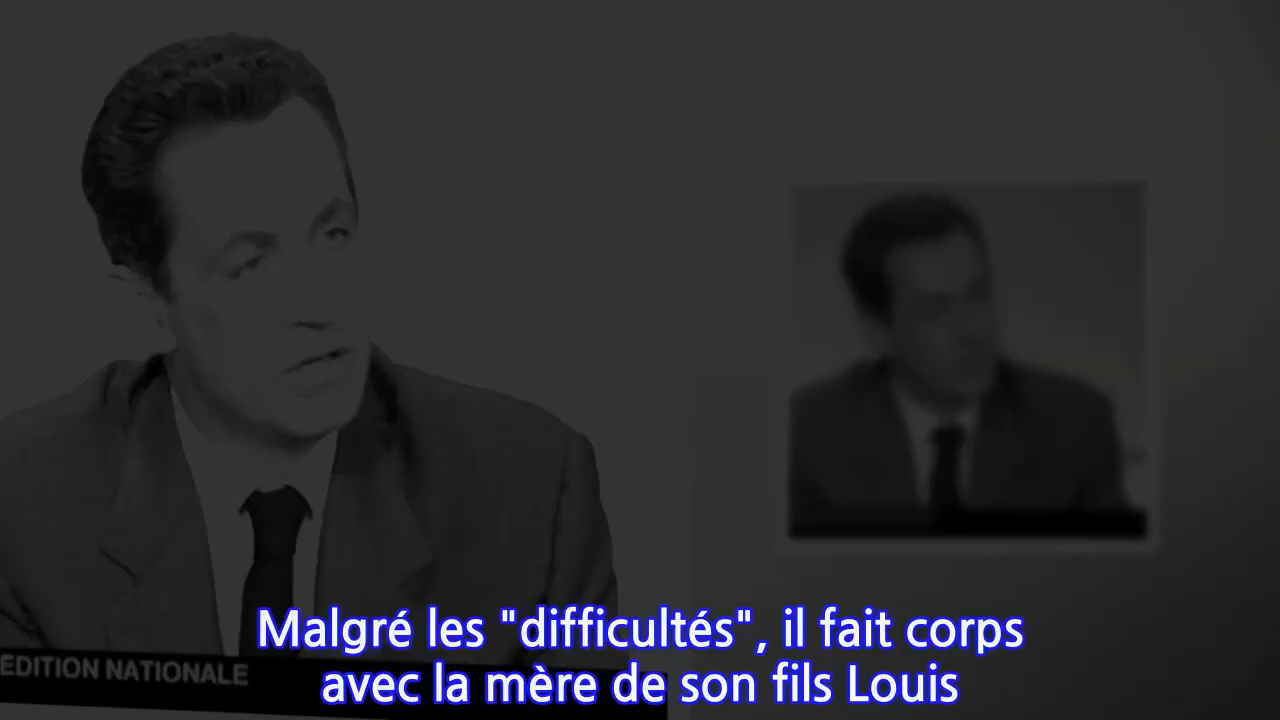 EDITION NATIONALE
Malgré les "difficultés", il fait corps
avec la mère de son fils Louis